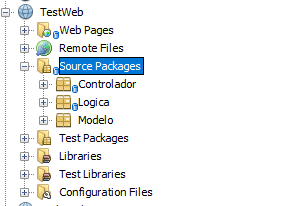 TestWeb
Web Pages
Remote Files
Source Packages
Controlador
Logica
Modelo
Test Packages
Libraries
Test Libraries
Configuration Files